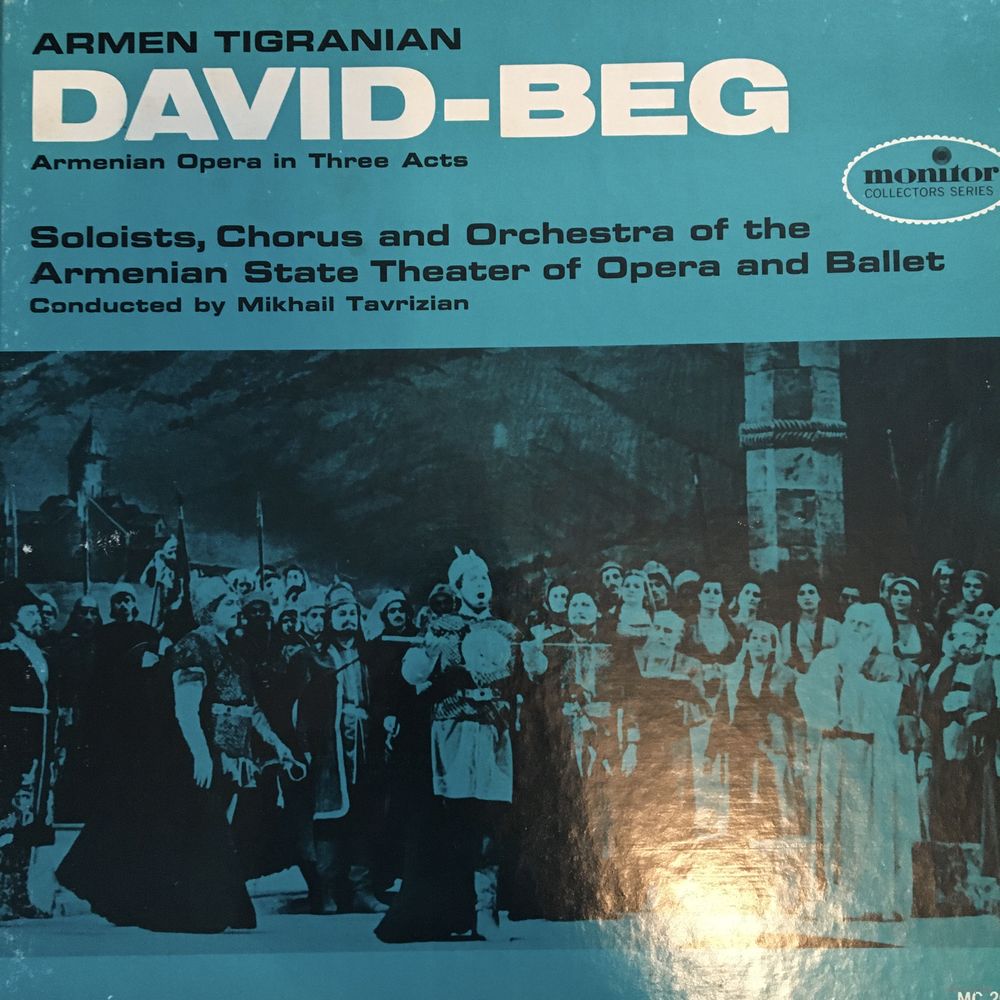 ARMEN TIGRANIAN
DAVID-BEG
Armenian Opera in Three Acts
monitor
COLLECTORS SERIES
Soloists, Chorus and Orchestra of the
Armenian State Theater of Opera and Ballet
Conducted by Mikhail Tavrizian